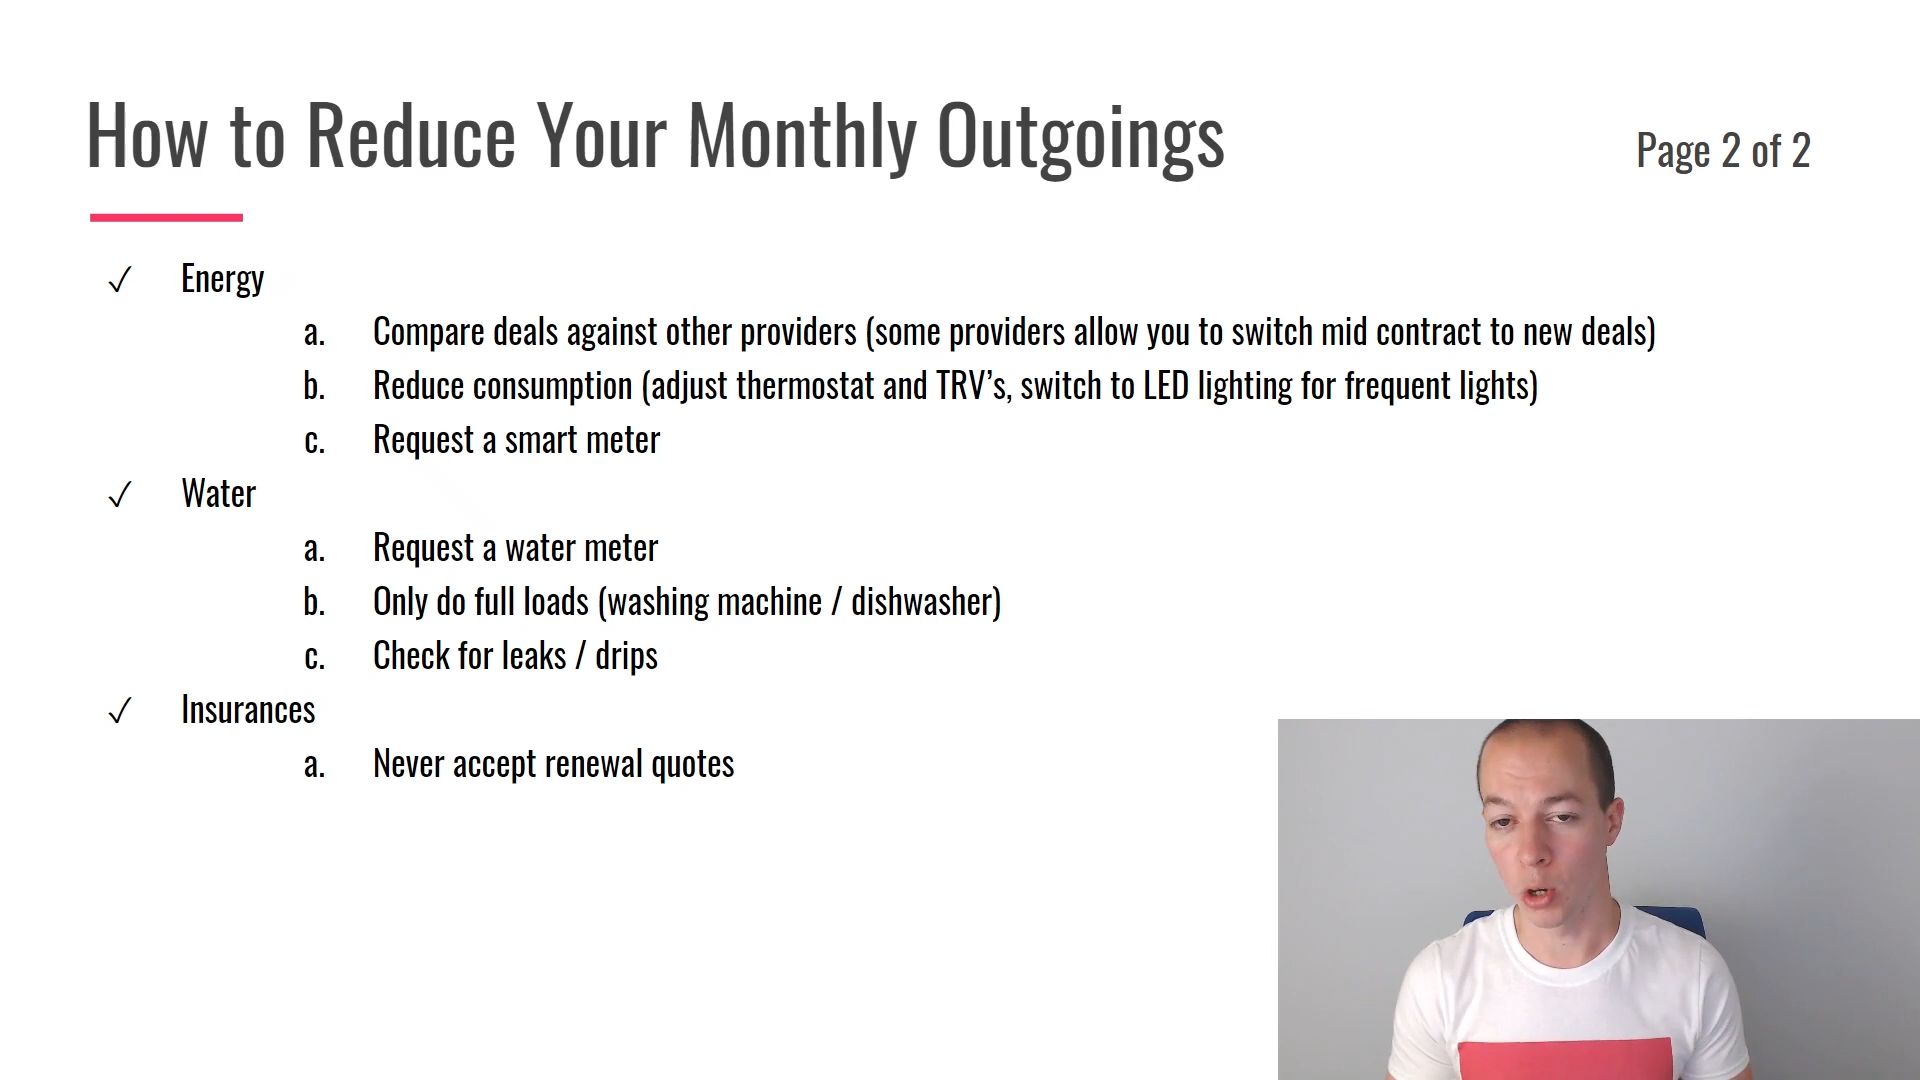 How to Reduce Your Monthly Outgoings
Page 2 of 2
✓ Energy
a. Compare deals against other providers (some providers allow you to switch mid contract to new deals)
b. Reduce consumption (adjust thermostat and TRV’s, switch to LED lighting for frequent lights)
c. Request a smart meter
✓ Water
a. Request a water meter
b. Only do full loads (washing machine / dishwasher)
c. Check for leaks / drips
✓ Insurances
a. Never accept renewal quotes